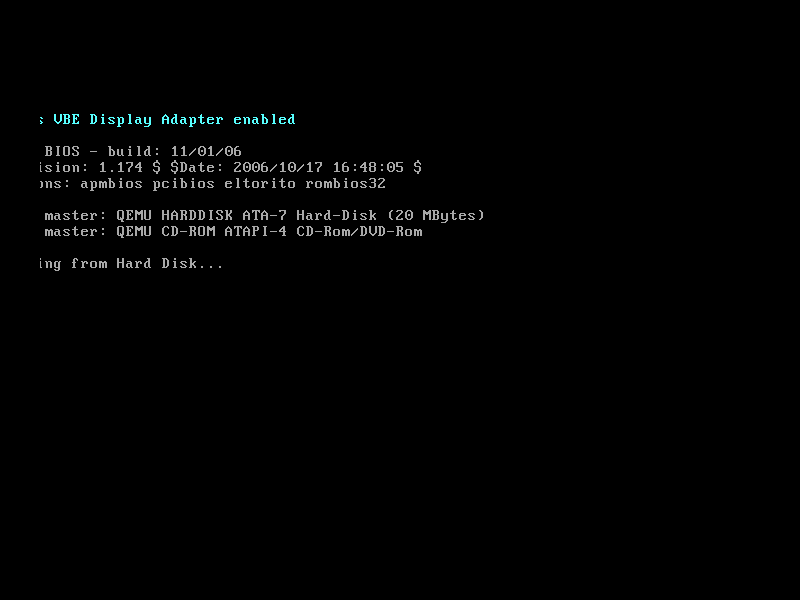 s VBE Display Adapter enabled
BIOS - build: 11/01/06
ision: 1.174 $ $Date: 2006/10/17 16:48:05 $
ons: apmbios pcibios eltorito rombios32
master: QEMU HARDDISK ATA-7 Hard-Disk (20 MBytes)
master: QEMU CD-ROM ATAPI-4 CD-Rom/DVD-Rom
ing from Hard Disk...